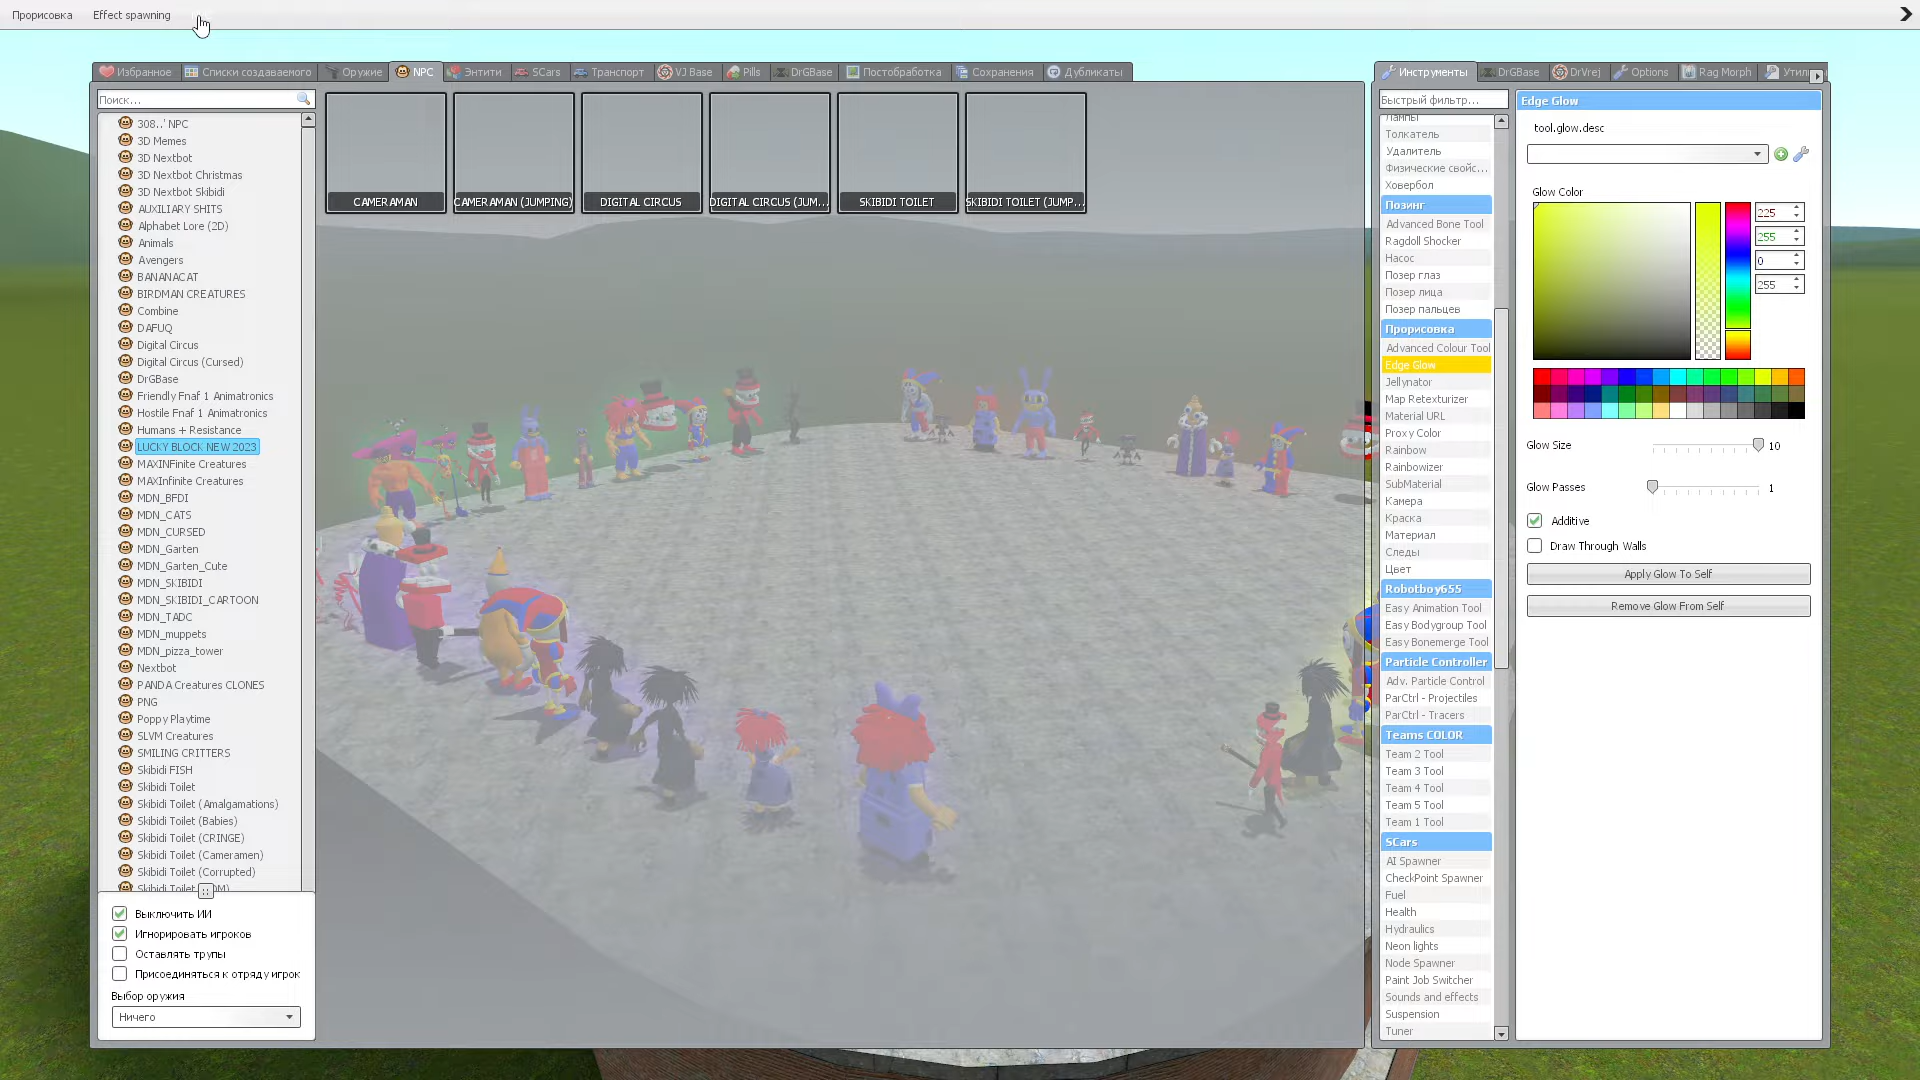 Прорисовка
Effect spawning
Избранное
Списки создаваемого
Оружие
NPC
Энтити
SCars
Транспорт
VJ Base
Pills
DrGBase
Постобработка
Сохранения
Дубликаты
Поиск...
308..' NPC
3D Memes
3D Nextbot
3D Nextbot Christmas
3D Nextbot Skibidi
AUXILIARY SHITS
Alphabet Lore (2D)
Animals
Avengers
BANANACAT
BIRDMAN CREATURES
Combine
DAFUQ
Digital Circus
Digital Circus (Cursed)
DrGBase
Friendly Fnaf 1 Animatronics
Hostile Fnaf 1 Animatronics
Humans + Resistance
LUCKY BLOCK NEW 2023
MAXINFinite Creatures
MAXInfinite Creatures
MDN_BFDI
MDN_CATS
MDN_CURSED
MDN_Garten
MDN_Garten_Cute
MDN_SKIBIDI
MDN_SKIBIDI_CARTOON
MDN_TADC
MDN_muppets
MDN_pizza_tower
Nextbot
PANDA Creatures CLONES
PNG
Poppy Playtime
SLVM Creatures
SMILING CRITTERS
Skibidi FISH
Skibidi Toilet
Skibidi Toilet (Amalgamations)
Skibidi Toilet (Babies)
Skibidi Toilet (CRINGE)
Skibidi Toilet (Cameramen)
Skibidi Toilet (Corrupted)
Skibidi Toilet
Выключить ИИ
Игнорировать игроков
Оставлять трупы
Присоединяться к отряду игрок
Выбор оружия
Ничего
CAMERAMAN
CAMERAMAN (JUMPING)
DIGITAL CIRCUS
DIGITAL CIRCUS (JUM...
SKIBIDI TOILET
SKIBIDI TOILET (JUMP...
Инструменты
DrGBase
DrVrej
Options
Rag Morph
Утили
Быстрый фильтр...
Лампы
Толкатель
Удалитель
Физические свойс...
Ховербол
Позинг
Advanced Bone Tool
Ragdoll Shocker
Насос
Позер глаз
Позер лица
Позер пальцев
Прорисовка
Advanced Colour Tool
Edge Glow
Jellynator
Map Retexturizer
Material URL
Proxy Color
Rainbow
Rainbowizer
SubMaterial
Камера
Краска
Материал
Следы
Цвет
Robotboy655
Easy Animation Tool
Easy Bodygroup Tool
Easy Bonemerge Tool
Particle Controller
Adv. Particle Control
ParCtrl - Projectiles
ParCtrl - Tracers
Teams COLOR
Team 2 Tool
Team 3 Tool
Team 4 Tool
Team 5 Tool
Team 1 Tool
SCars
AI Spawner
CheckPoint Spawner
Fuel
Health
Hydraulics
Neon lights
Node Spawner
Paint Job Switcher
Sounds and effects
Suspension
Tuner
Edge Glow
tool.glow.desc
Glow Color
225
255
0
255
Glow Size
10
Glow Passes
1
Additive
Draw Through Walls
Apply Glow To Self
Remove Glow From Self